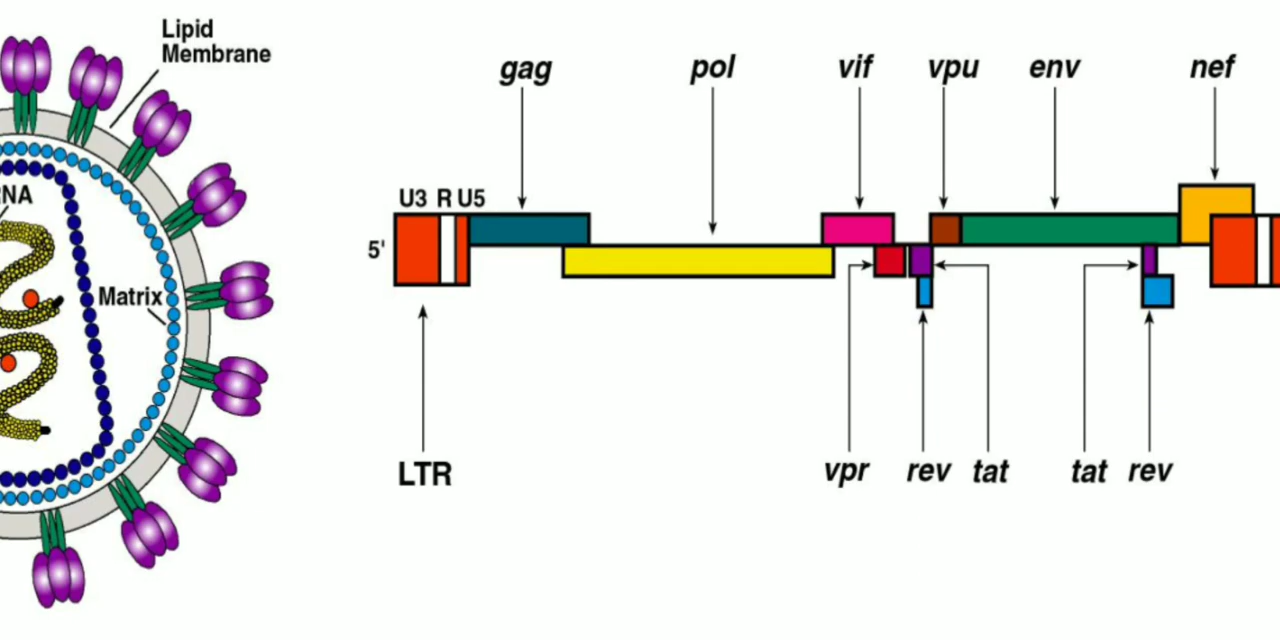 Lipid
Membrane
NA
Matrix
gag pol vif vpu env nef
U3 R U5
5'
LTR vpr rev tat tat rev